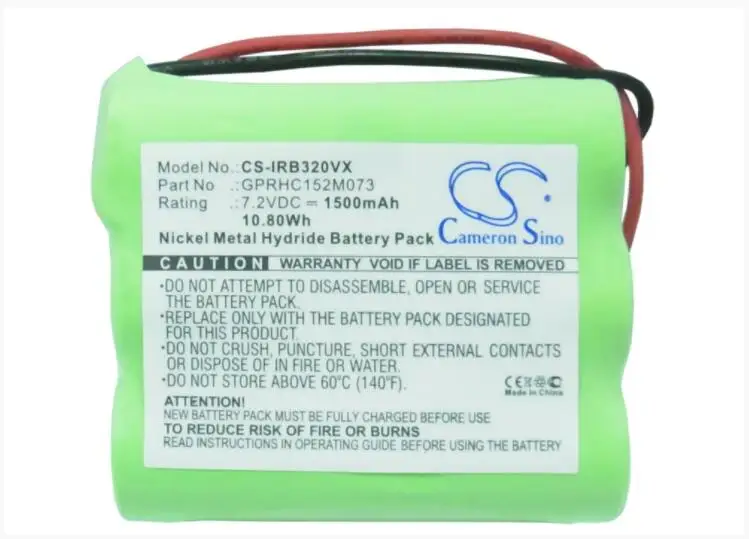 Model No.:CS-IRB320VX
Part No :GPRHC152M073
Rating :7.2VDC ⎓ 1500mAh
10.80Wh
Nickel Metal Hydride Battery Pack
CS
Cameron Sino
CAUTION WARRANTY VOID IF LABEL IS REMOVED
•DO NOT ATTEMPT TO DISASSEMBLE, OPEN OR SERVICE
THE BATTERY PACK.
•REPLACE ONLY WITH THE BATTERY PACK DESIGNATED
FOR THIS PRODUCT.
•DO NOT CRUSH, PUNCTURE, SHORT EXTERNAL CONTACTS
OR DISPOSE OF IN FIRE OR WATER.
•DO NOT STORE ABOVE 60°C (140°F).
CE
Made in China
ATTENTION!
NEW BATTERY PACK MUST BE FULLY CHARGED BEFORE USE
TO REDUCE RISK OF FIRE OR BURNS
READ INSTRUCTIONS OPERATING GUIDE BEFORE USING THE BATTERY